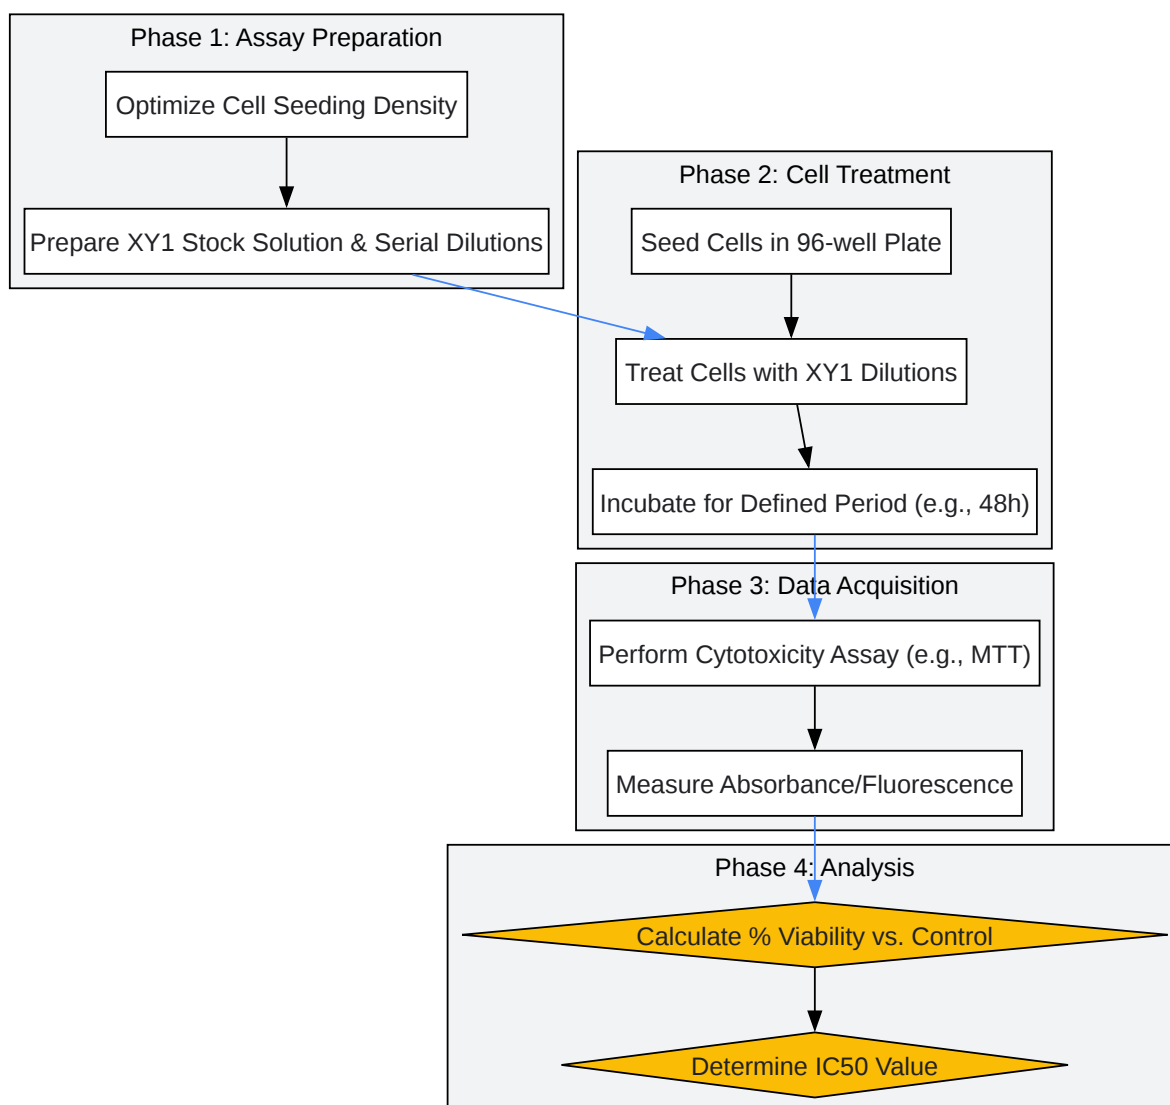 Phase 1: Assay Preparation
Optimize Cell Seeding Density
Prepare XY1 Stock Solution & Serial Dilutions
Phase 2: Cell Treatment
Seed Cells in 96-well Plate
Treat Cells with XY1 Dilutions
Incubate for Defined Period (e.g., 48h)
Phase 3: Data Acquisition
Perform Cytotoxicity Assay (e.g., MTT)
Measure Absorbance/Fluorescence
Phase 4: Analysis
Calculate % Viability vs. Control
Determine IC50 Value